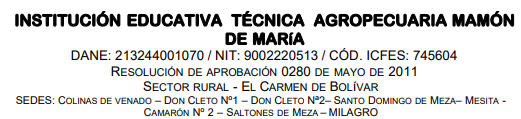 INSTITUCIÓN EDUCATIVA TÉCNICA AGROPECUARIA MAMÓN
DE MARíA
DANE: 213244001070 / NIT: 9002220513 / CÓD. ICFES: 745604
RESOLUCIÓN DE APROBACIÓN 0280 DE MAYO DE 2011
SECTOR RURAL - EL CARMEN DE BOLÍVAR
SEDES: COLINAS DE VENADO – DON CLETO Nº1 – DON CLETO Nª2– SANTO DOMINGO DE MEZA– MESITA -
CAMARÓN Nº 2 – SALTONES DE MEZA – MILAGRO